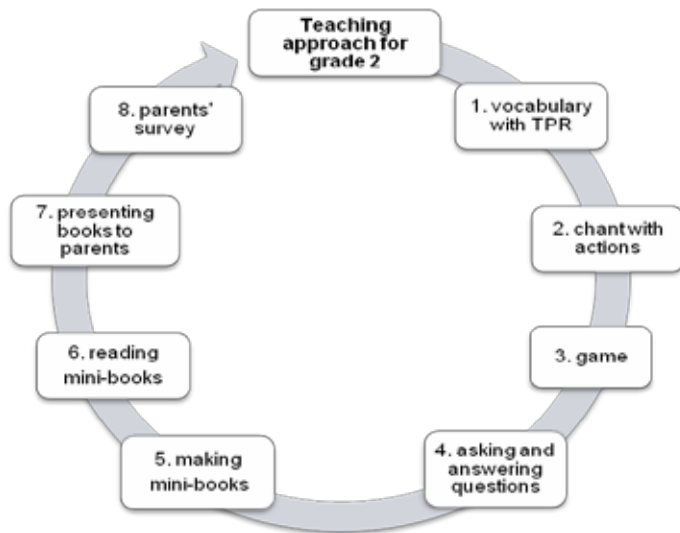 Teaching
approach for
grade 2
1. vocabulary
with TPR
2. chant with
actions
3. game
4. asking and
answering
questions
5. making
mini-books
6. reading
mini-books
7. presenting
books to
parents
8. parents'
survey